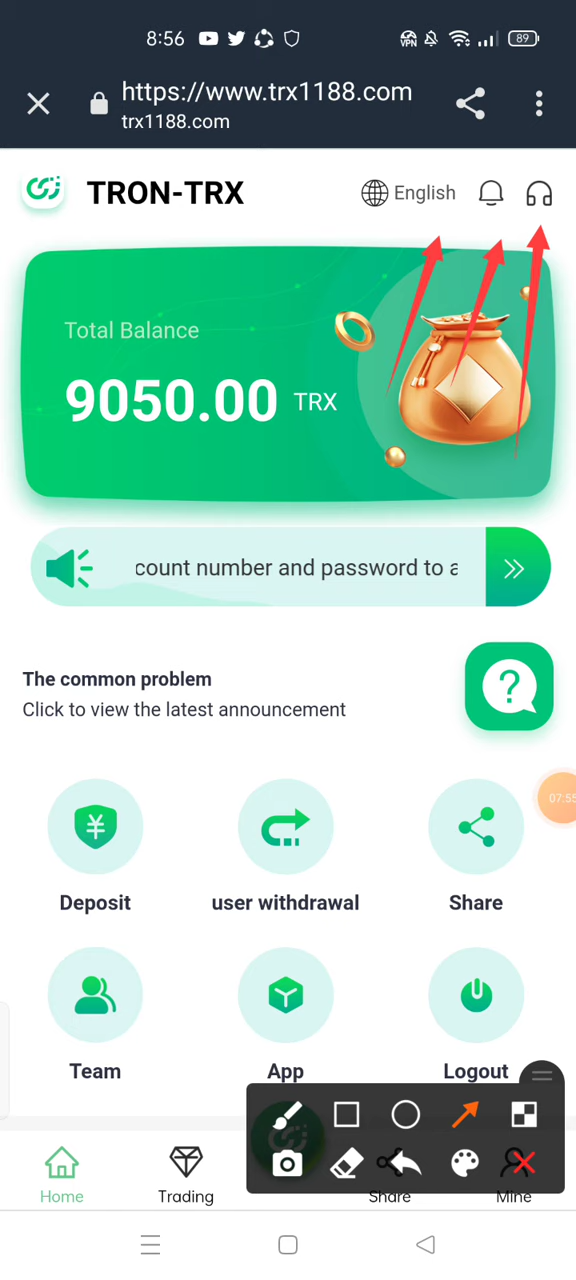 8:56
VPN
89
https://www.trx1188.com
trx1188.com
TRON-TRX
English
Total Balance
9050.00 TRX
count number and password to a
The common problem
Click to view the latest announcement
?
07:55
Deposit
user withdrawal
Share
Team
App
Logout
Home
Trading
Share
Mine